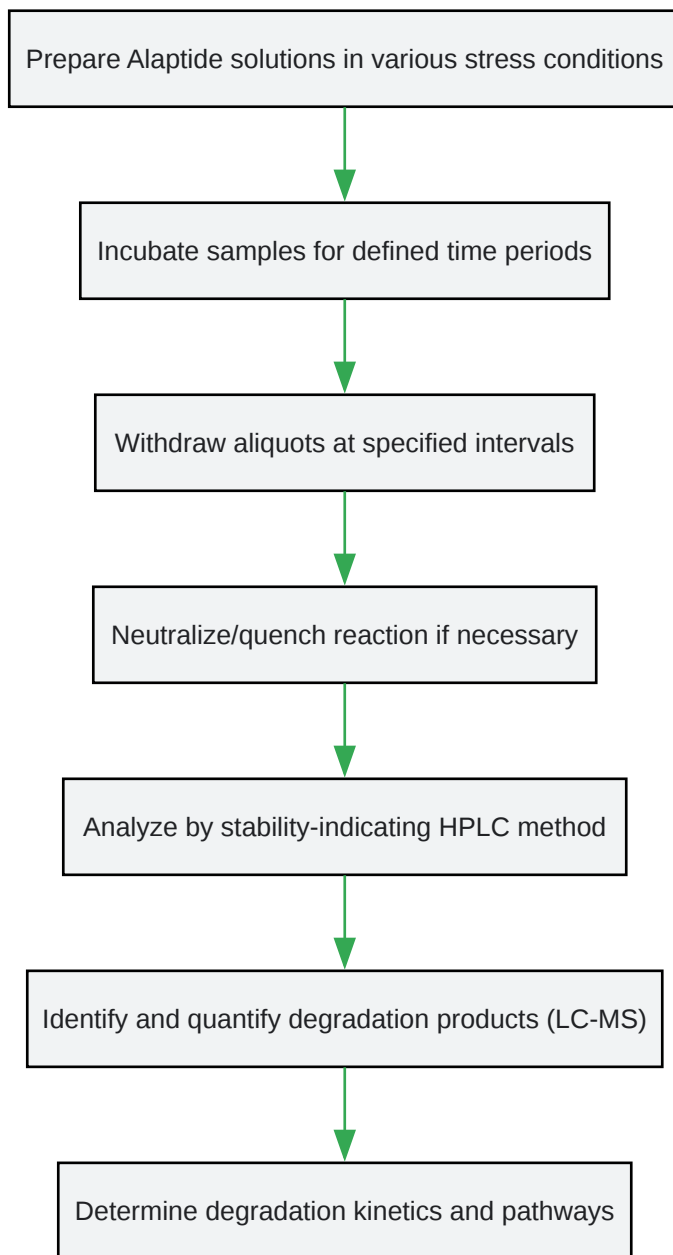 Prepare Alaptide solutions in various stress conditions
Incubate samples for defined time periods
Withdraw aliquots at specified intervals
Neutralize/quench reaction if necessary
Analyze by stability-indicating HPLC method
Identify and quantify degradation products (LC-MS)
Determine degradation kinetics and pathways